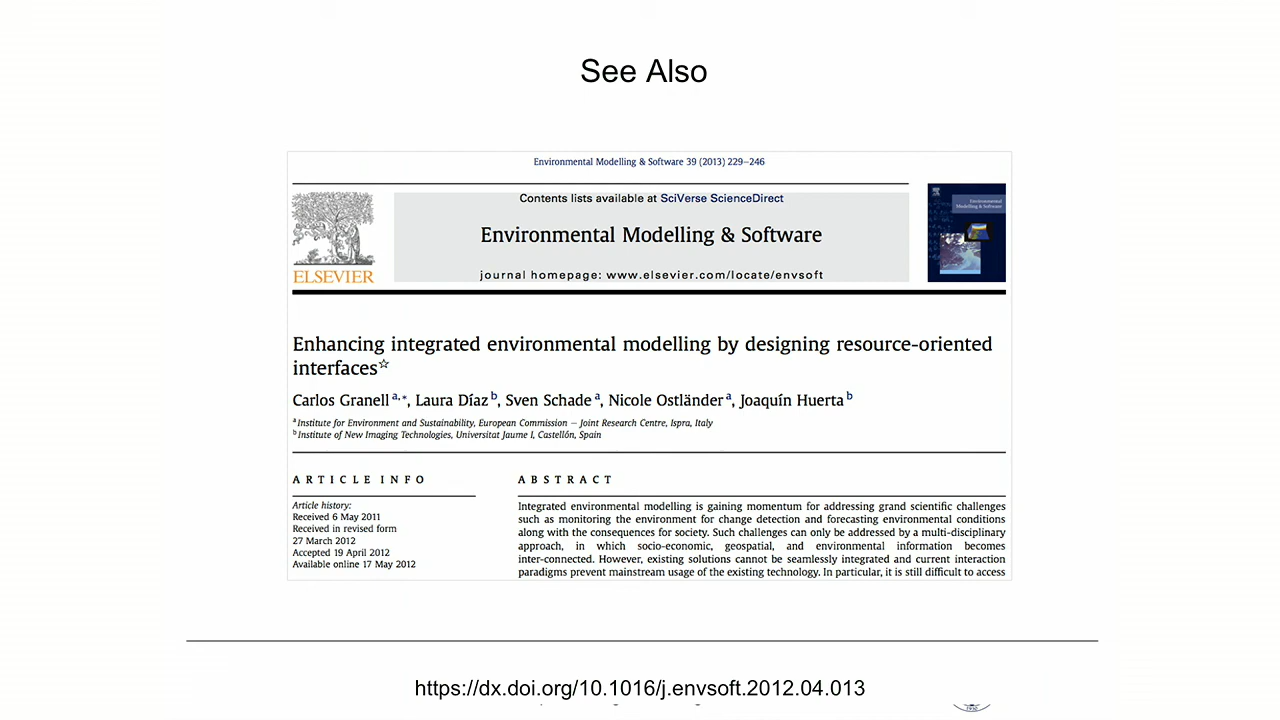 See Also
Environmental Modelling & Software 39 (2013) 229–246
Contents lists available at SciVerse ScienceDirect
Environmental Modelling & Software
journal homepage: www.elsevier.com/locate/envsoft
ELSEVIER
Environmental
Modelling & Software
Enhancing integrated environmental modelling by designing resource-oriented
interfaces☆
Carlos Granell a,*, Laura Díaz b, Sven Schade a, Nicole Ostländer a, Joaquín Huerta b
a Institute for Environment and Sustainability, European Commission – Joint Research Centre, Ispra, Italy
b Institute of New Imaging Technologies, Universitat Jaume I, Castellón, Spain
ARTICLE INFO
Article history:
Received 6 May 2011
Received in revised form
27 March 2012
Accepted 19 April 2012
Available online 17 May 2012
ABSTRACT
Integrated environmental modelling is gaining momentum for addressing grand scientific challenges
such as monitoring the environment for change detection and forecasting environmental conditions
along with the consequences for society. Such challenges can only be addressed by a multi-disciplinary
approach, in which socio-economic, geospatial, and environmental information becomes
inter-connected. However, existing solutions cannot be seamlessly integrated and current interaction
paradigms prevent mainstream usage of the existing technology. In particular, it is still difficult to access
https://dx.doi.org/10.1016/j.envsoft.2012.04.013